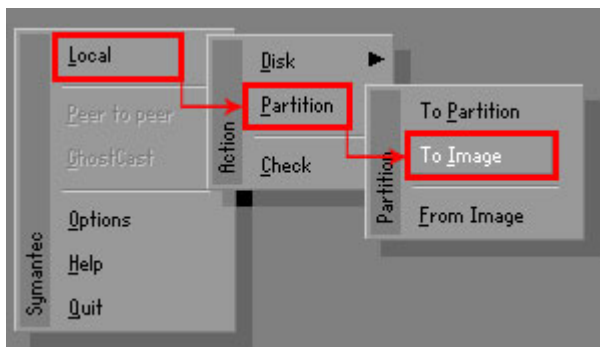 Local
Peer to peer
GhostCast
Options
Help
Quit
Symantec
Disk
Partition
Check
Action
To Partition
To Image
From Image
Partition